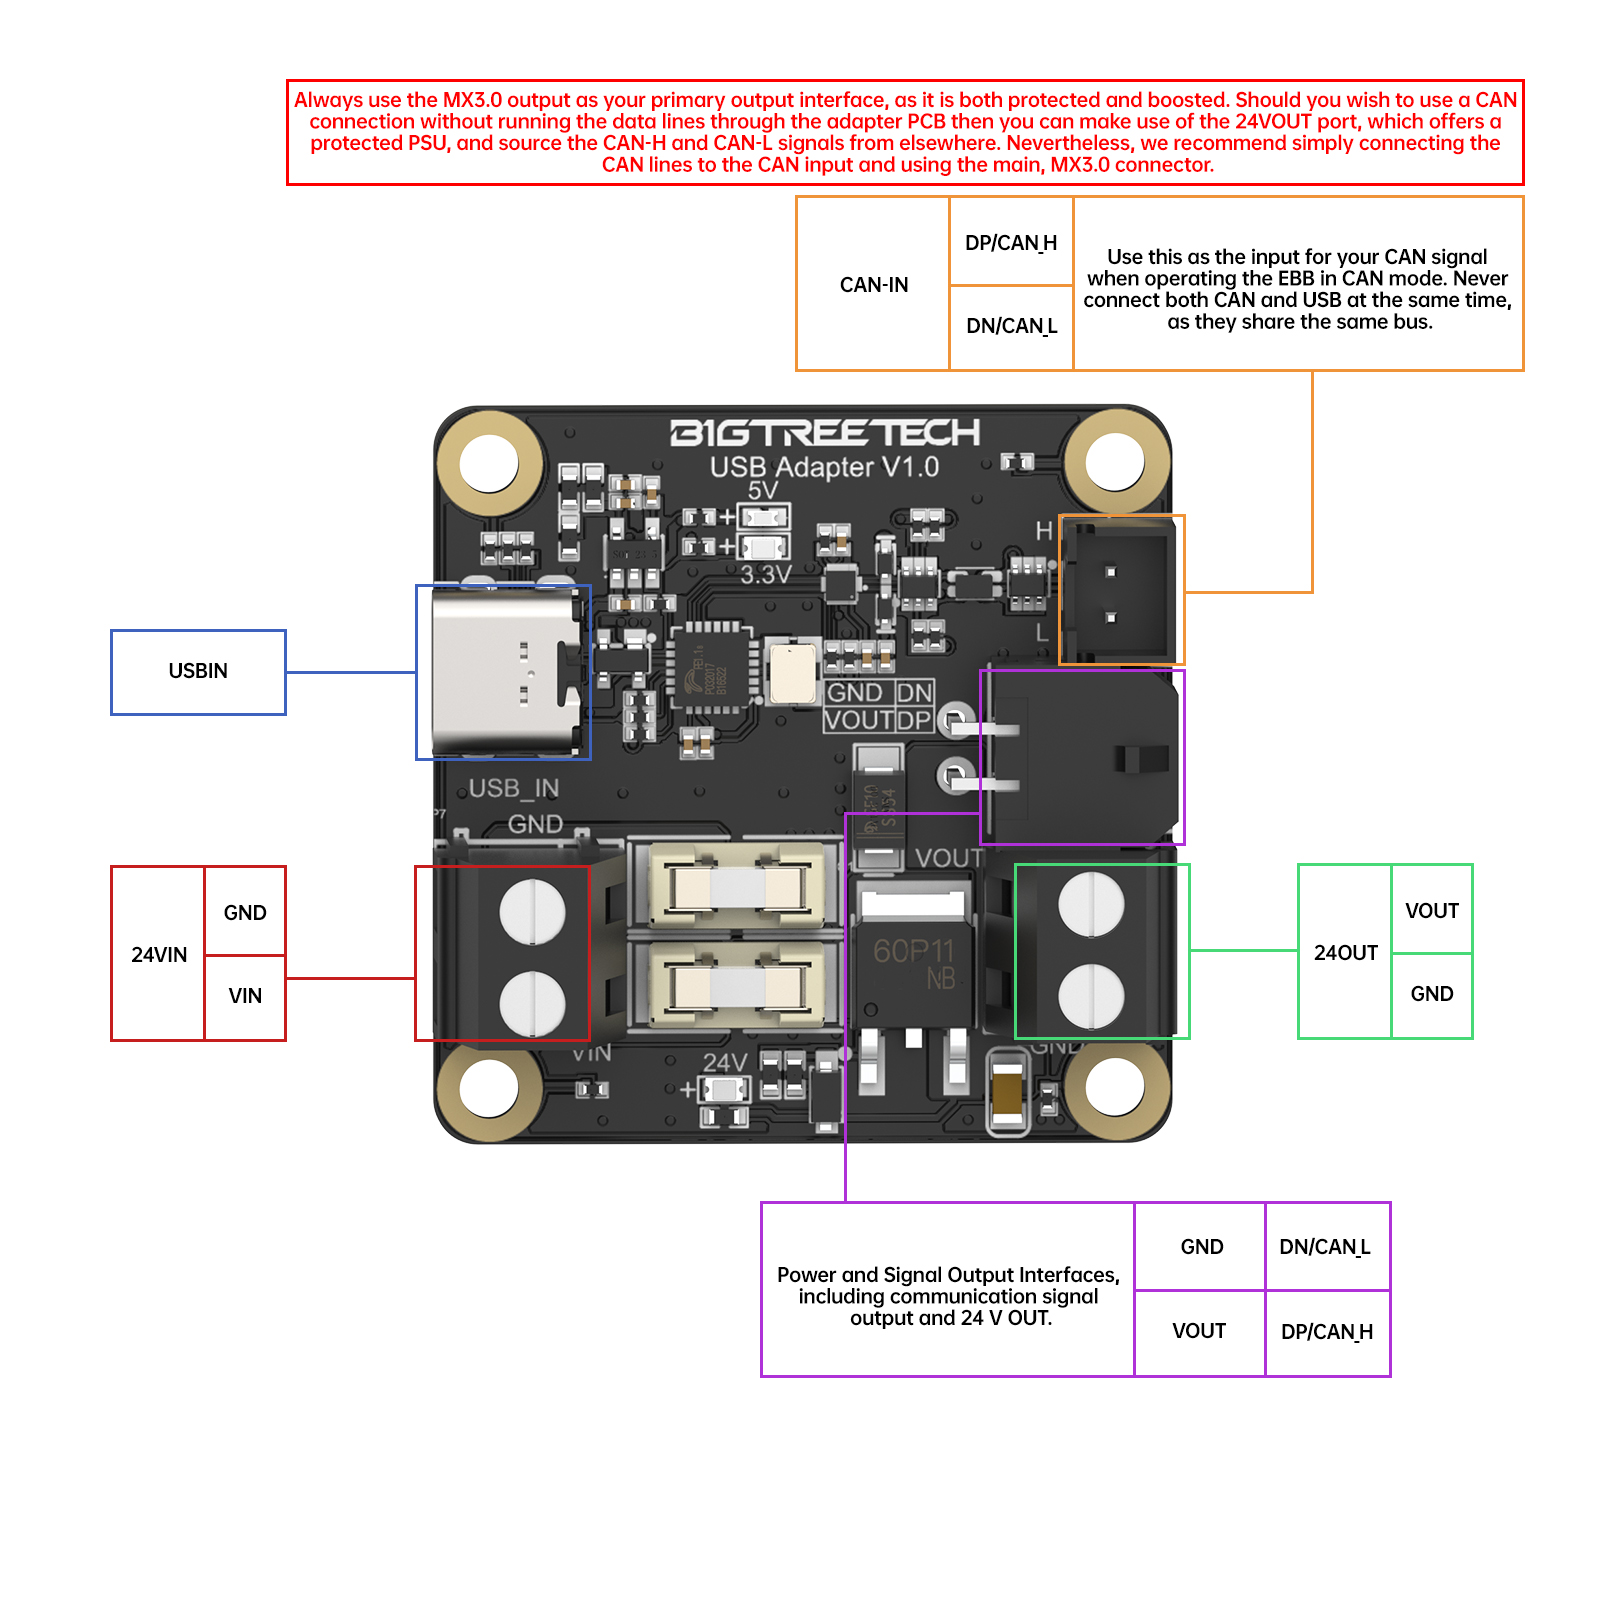 Always use the MX3.0 output as your primary output interface, as it is both protected and boosted. Should you wish to use a CAN
connection without running the data lines through the adapter PCB then you can make use of the 24VOUT port, which offers a
protected PSU, and source the CAN-H and CAN-L signals from elsewhere. Nevertheless, we recommend simply connecting the
CAN lines to the CAN input and using the main, MX3.0 connector.
CAN-IN
DP/CAN_H
DN/CAN_L
Use this as the input for your CAN signal
when operating the EBB in CAN mode. Never
connect both CAN and USB at the same time,
as they share the same bus.
BIGTREETECH
USB Adapter V1.0
5V
3.3V
H
L
USBIN
GND DN
VOUT DP
USB_IN
GND
VOUT
60P11
NB
24VIN
GND
VIN
24OUT
VOUT
GND
VIN
24V
GND
Power and Signal Output Interfaces,
including communication signal
output and 24 V OUT.
GND
DN/CAN_L
VOUT
DP/CAN_H